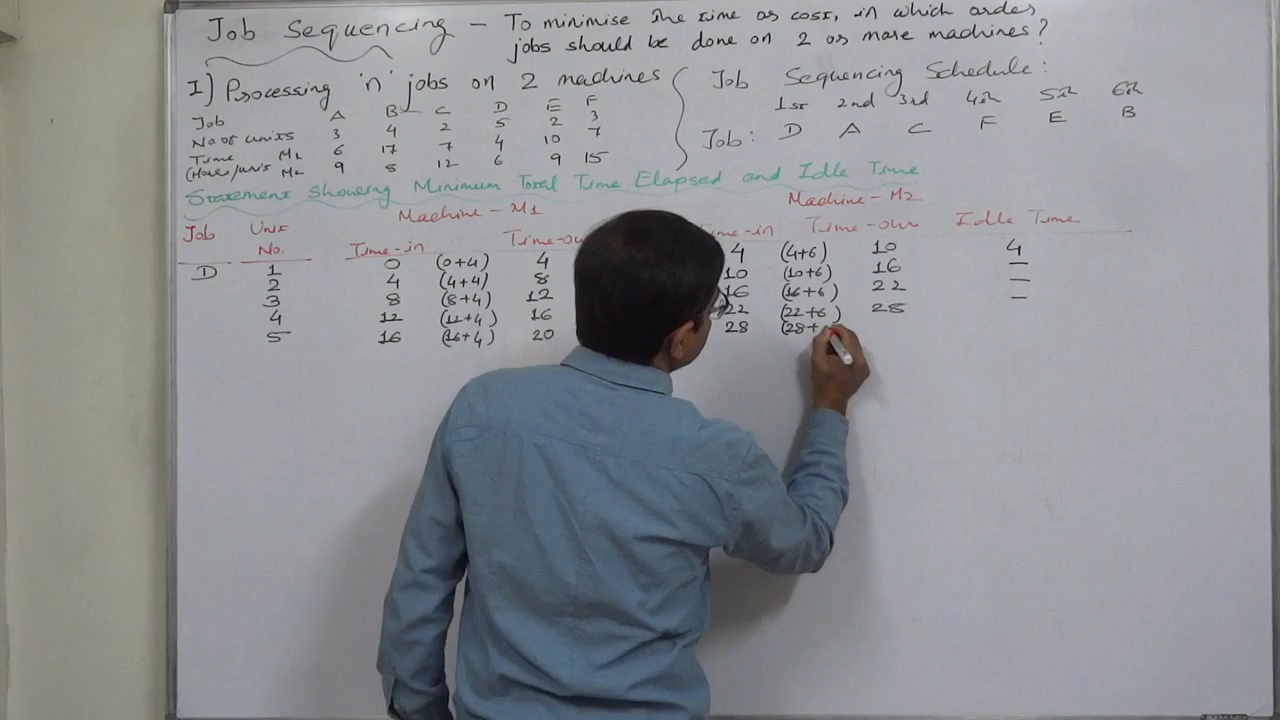 Job Sequencing – To minimise the time or cost, in which order
jobs should be done on 2 or more machines?
I) Processing 'n' jobs on 2 machines
Job A B C D E F
No. of units 3 4 2 5 2 3
Time M1 6 17 7 4 10 7
(Hours/unit M2 9 8 12 6 9 15
Job Sequencing Schedule:
1st 2nd 3rd 4th 5th 6th
Job: D A C F E B
Statement Showing Minimum Total Time Elapsed and Idle Time
Machine – M1 Machine – M2
Job Unit No. Time-in Time-ou Time-in Time-out Idle Time
D 1 0 (0+4) 4 4 (4+6) 10 4
2 4 (4+4) 8 10 (10+6) 16 –
3 8 (8+4) 12 16 (16+6) 22 –
4 12 (12+4) 16 22 (22+6) 28 –
5 16 (16+4) 20 28 (28+